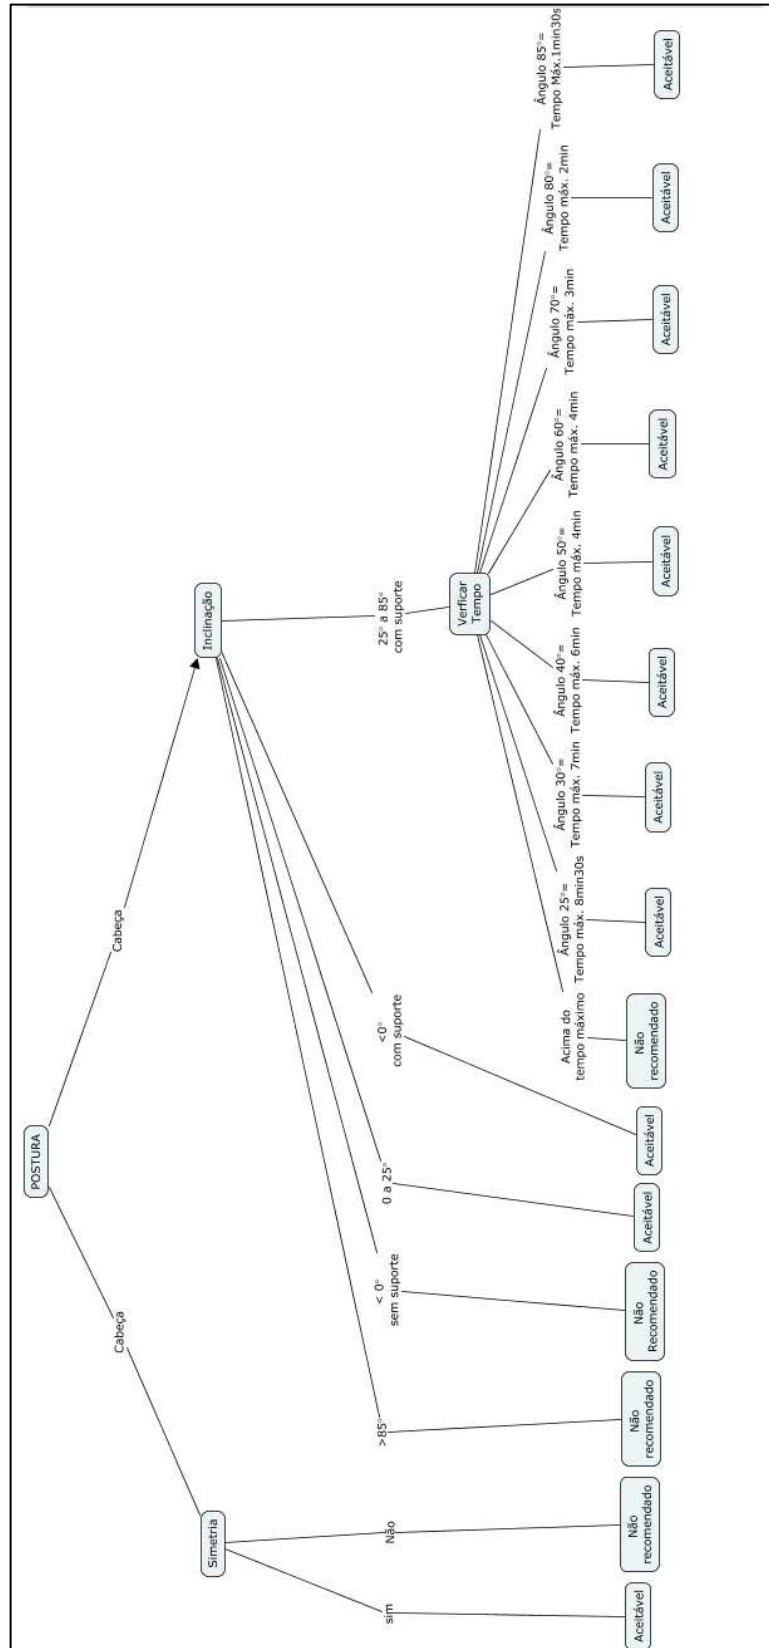 POSTURA
Cabeça
Cabeça
Simetria
Inclinação
sim
Não
>85°
< 0°
sem suporte
0 a 25°
<0°
com suporte
25° a 85°
com suporte
Aceitável
Não
recomendado
Não
recomendado
Não
Recomendado
Aceitável
Aceitável
Verficar
Tempo
Acima do
tempo máximo
Ângulo 25°=
Tempo máx. 8min30s
Ângulo 30°=
Tempo máx. 7min
Ângulo 40°=
Tempo máx. 6min
Ângulo 50°=
Tempo máx. 4min
Ângulo 60°=
Tempo máx. 4min
Ângulo 70°=
Tempo máx. 3min
Ângulo 80°=
Tempo máx. 2min
Ângulo 85°=
Tempo Máx.1min30s
Não
recomendado
Aceitável
Aceitável
Aceitável
Aceitável
Aceitável
Aceitável
Aceitável
Aceitável